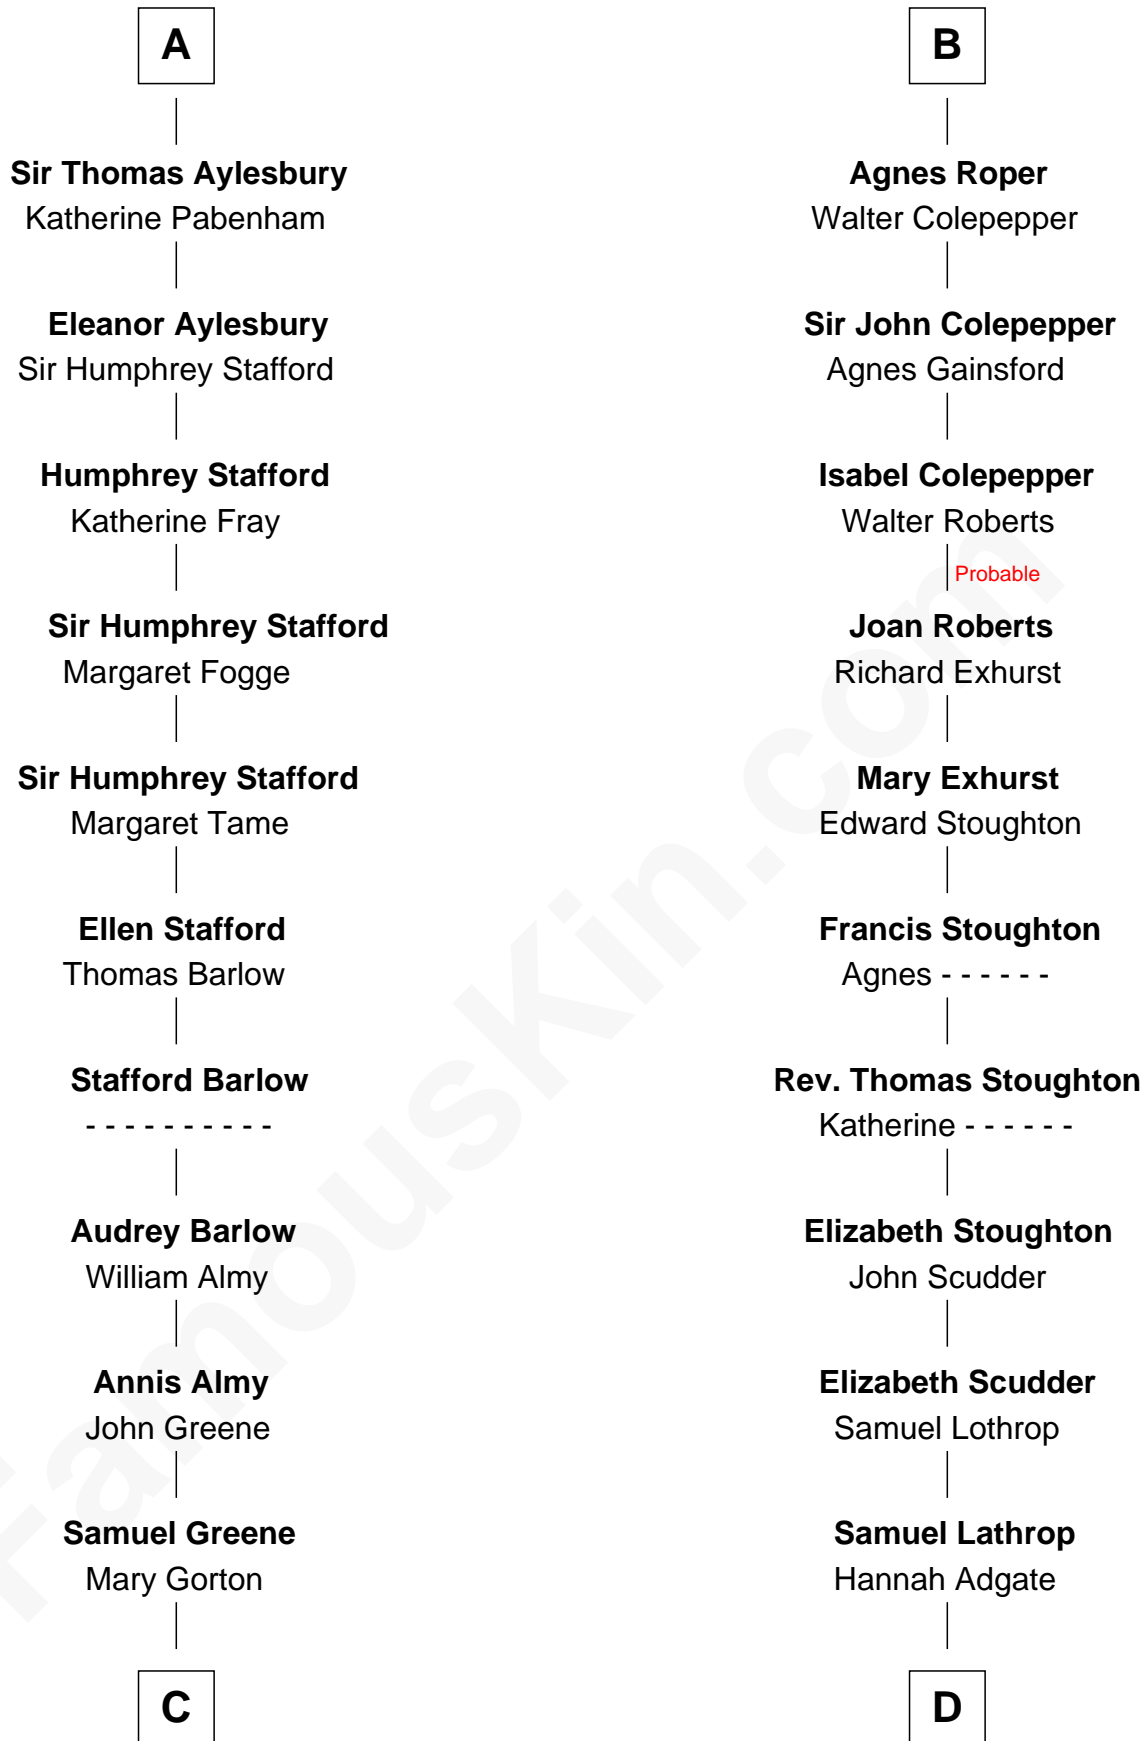 A
Sir Thomas Aylesbury
Katherine Pabenham
Eleanor Aylesbury
Sir Humphrey Stafford
Humphrey Stafford
Katherine Fray
Sir Humphrey Stafford
Margaret Fogge
Sir Humphrey Stafford
Margaret Tame
Ellen Stafford
Thomas Barlow
Stafford Barlow
- - - - - - - - - -
Audrey Barlow
William Almy
Annis Almy
John Greene
Samuel Greene
Mary Gorton
C
B
Agnes Roper
Walter Colepepper
Sir John Colepepper
Agnes Gainsford
Isabel Colepepper
Walter Roberts
Probable
Joan Roberts
Richard Exhurst
Mary Exhurst
Edward Stoughton
Francis Stoughton
Agnes - - - - - -
Rev. Thomas Stoughton
Katherine - - - - - -
Elizabeth Stoughton
John Scudder
Elizabeth Scudder
Samuel Lothrop
Samuel Lathrop
Hannah Adgate
D
FamousKin.com